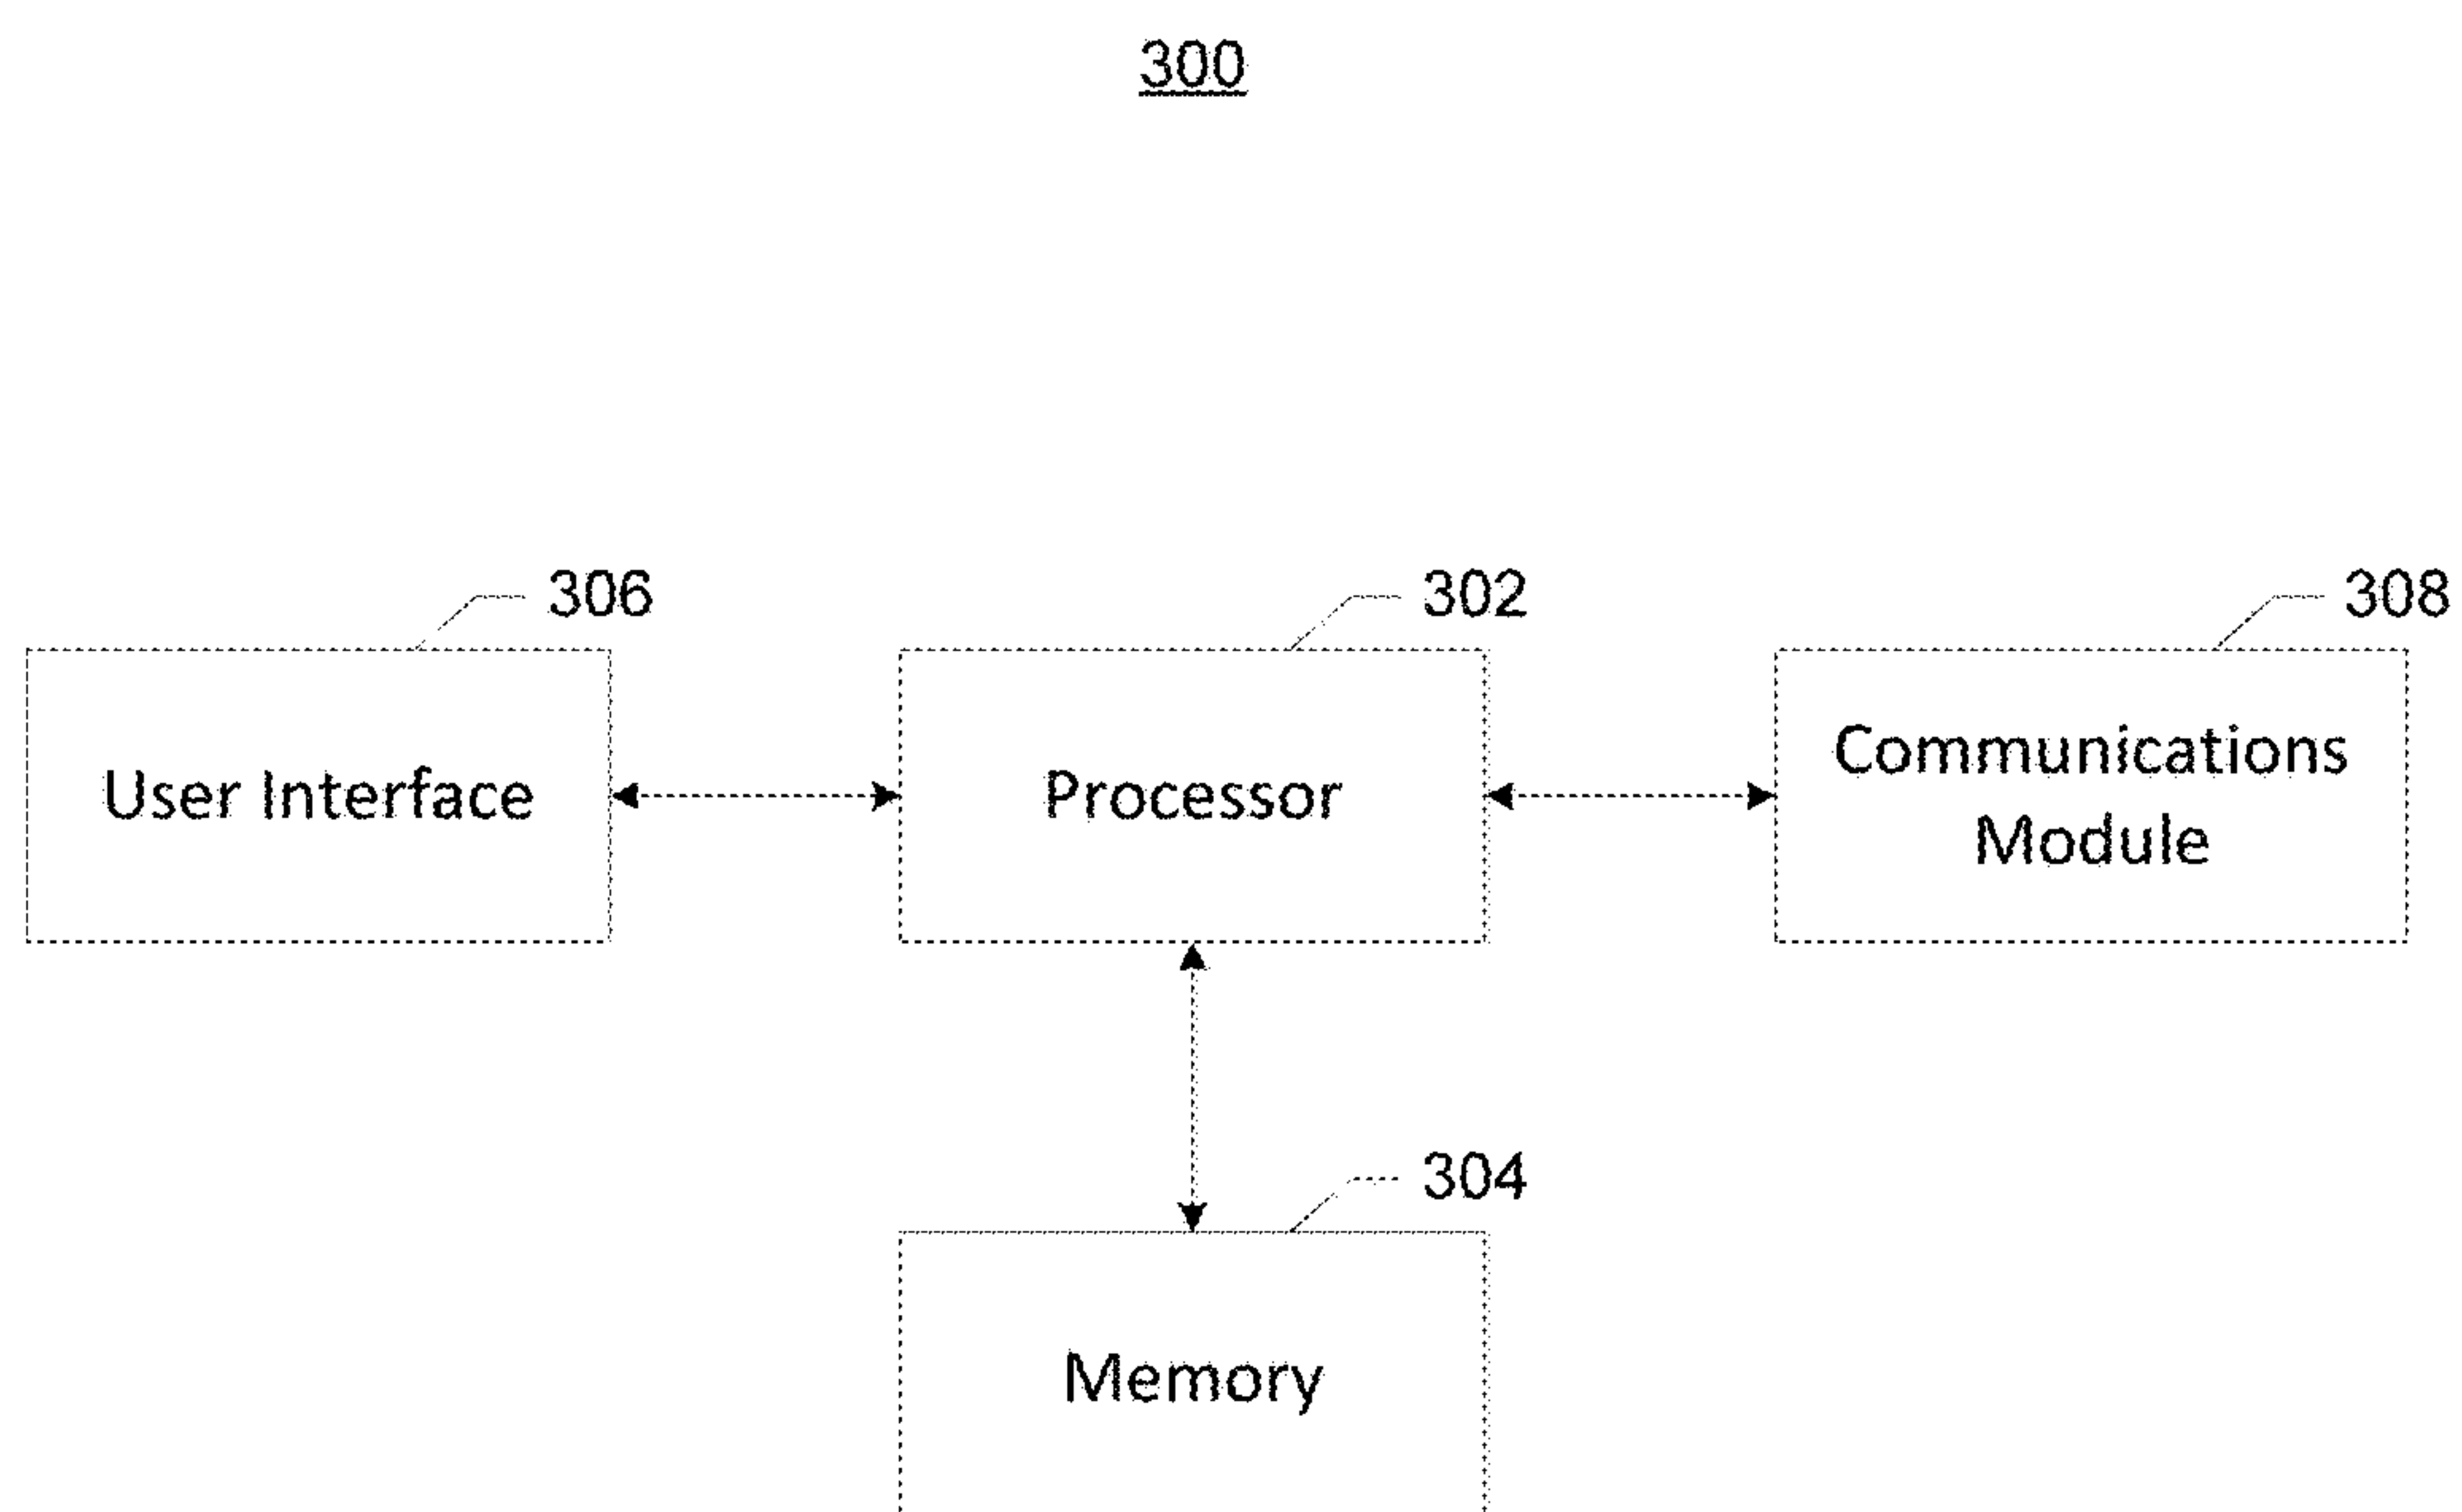 300
306
302
308
User Interface
Processor
Communications
Module
304
Memory